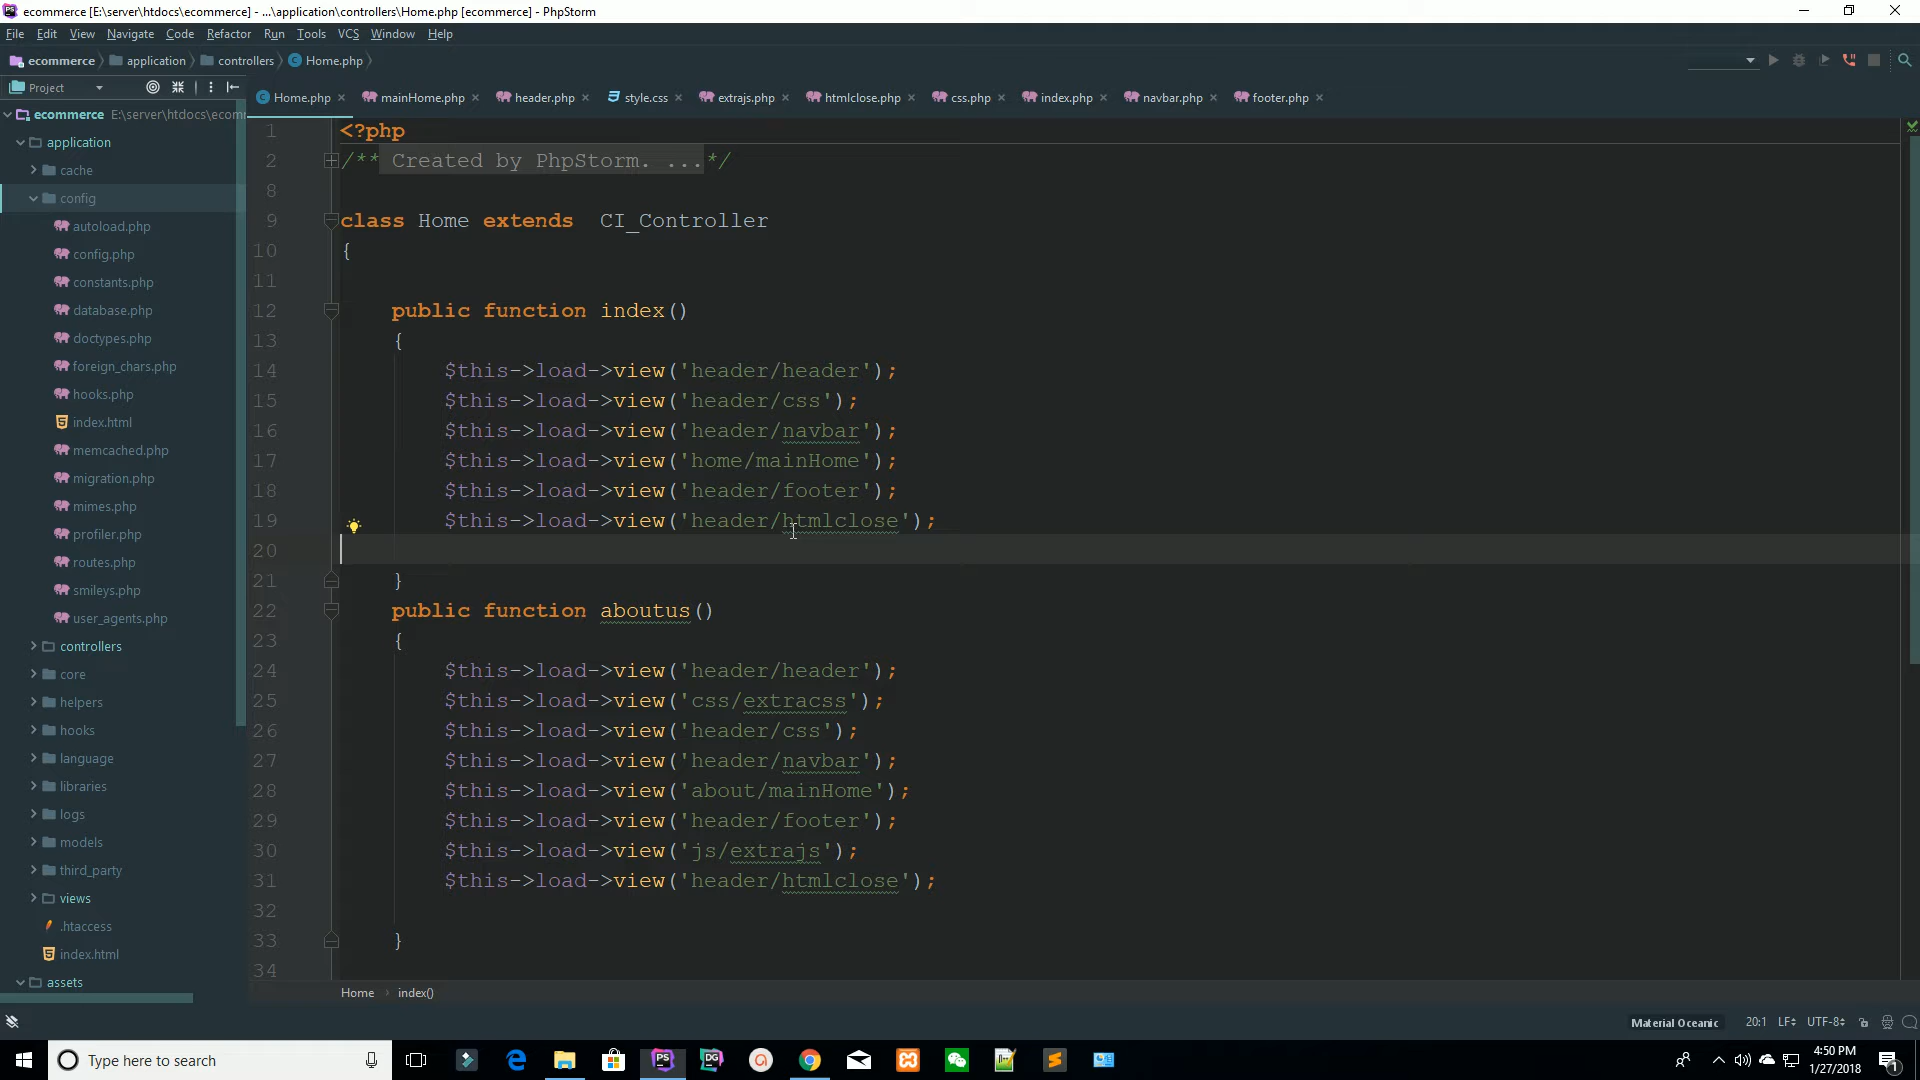 ecommerce [E:\server\htdocs\ecommerce] - ...\application\controllers\Home.php [ecommerce] - PhpStorm
File Edit View Navigate Code Refactor Run Tools VCS Window Help
ecommerce application controllers Home.php
Project
Home.php mainHome.php header.php style.css extrajs.php htmlclose.php css.php index.php navbar.php footer.php
ecommerce E:\server\htdocs\ecom
application
cache
config
autoload.php
config.php
constants.php
database.php
doctypes.php
foreign_chars.php
hooks.php
index.html
memcached.php
migration.php
mimes.php
profiler.php
routes.php
smileys.php
user_agents.php
controllers
core
helpers
hooks
language
libraries
logs
models
third_party
views
.htaccess
index.html
assets
1 <?php
2 /** Created by PhpStorm. ...*/
8
9 class Home extends  CI_Controller
10 {
11
12 public function index()
13 {
14 $this->load->view('header/header');
15 $this->load->view('header/css');
16 $this->load->view('header/navbar');
17 $this->load->view('home/mainHome');
18 $this->load->view('header/footer');
19 $this->load->view('header/htmlclose');
20
21 }
22 public function aboutus()
23 {
24 $this->load->view('header/header');
25 $this->load->view('css/extracss');
26 $this->load->view('header/css');
27 $this->load->view('header/navbar');
28 $this->load->view('about/mainHome');
29 $this->load->view('header/footer');
30 $this->load->view('js/extrajs');
31 $this->load->view('header/htmlclose');
32
33 }
34
Home › index()
Material Oceanic 20:1 LF UTF-8
Type here to search
PS DG
4:50 PM
1/27/2018
1